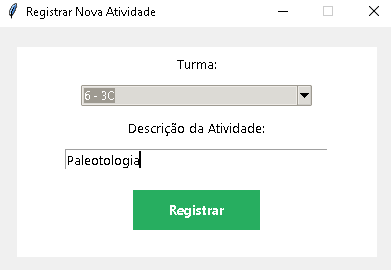 Registrar Nova Atividade
Turma:
6 - 3C
Descrição da Atividade:
Paleotologia
Registrar